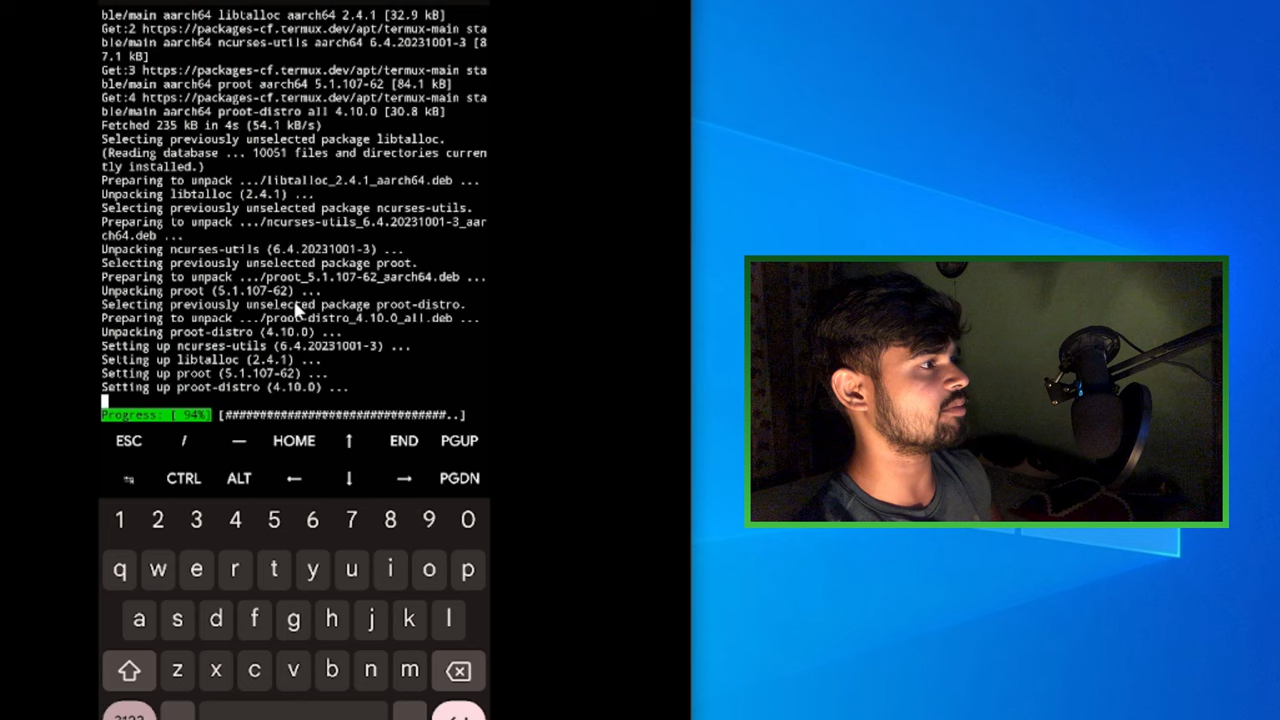 ble/main aarch64 libtalloc aarch64 2.4.1 [32.9 kB]
Get:2 https://packages-cf.termux.dev/apt/termux-main sta
ble/main aarch64 ncurses-utils aarch64 6.4.20231001-3 [8
7.1 kB]
Get:3 https://packages-cf.termux.dev/apt/termux-main sta
ble/main aarch64 proot aarch64 5.1.107-62 [84.1 kB]
Get:4 https://packages-cf.termux.dev/apt/termux-main sta
ble/main aarch64 proot-distro all 4.10.0 [30.8 kB]
Fetched 235 kB in 4s (54.1 kB/s)
Selecting previously unselected package libtalloc.
(Reading database ... 10051 files and directories curren
tly installed.)
Preparing to unpack .../libtalloc_2.4.1_aarch64.deb ...
Unpacking libtalloc (2.4.1) ...
Selecting previously unselected package ncurses-utils.
Preparing to unpack .../ncurses-utils_6.4.20231001-3_aar
ch64.deb ...
Unpacking ncurses-utils (6.4.20231001-3) ...
Selecting previously unselected package proot.
Preparing to unpack .../proot_5.1.107-62_aarch64.deb ...
Unpacking proot (5.1.107-62) ...
Selecting previously unselected package proot-distro.
Preparing to unpack .../proot-distro_4.10.0_all.deb ...
Unpacking proot-distro (4.10.0) ...
Setting up ncurses-utils (6.4.20231001-3) ...
Setting up libtalloc (2.4.1) ...
Setting up proot (5.1.107-62) ...
Setting up proot-distro (4.10.0) ...
Progress: [ 94%] [################################..]
ESC / — HOME ↑ END PGUP
↹ CTRL ALT ← ↓ → PGDN
1 2 3 4 5 6 7 8 9 0
q w e r t y u i o p
a s d f g h j k l
z x c v b n m